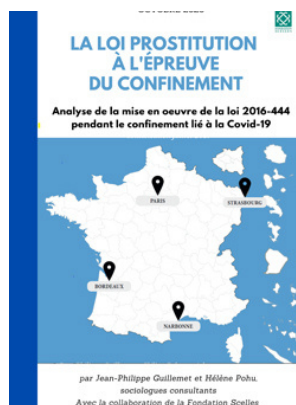 LA LOI PROSTITUTION
À L'ÉPREUVE
DU CONFINEMENT
Analyse de la mise en oeuvre de la loi 2016-444
pendant le confinement lié à la Covid-19
PARIS
STRASBOURG
BORDEAUX
NARBONNE
par Jean-Philippe Guillemet et Hélène Pohu,
sociologues consultants
Avec la collaboration de la Fondation Scelles